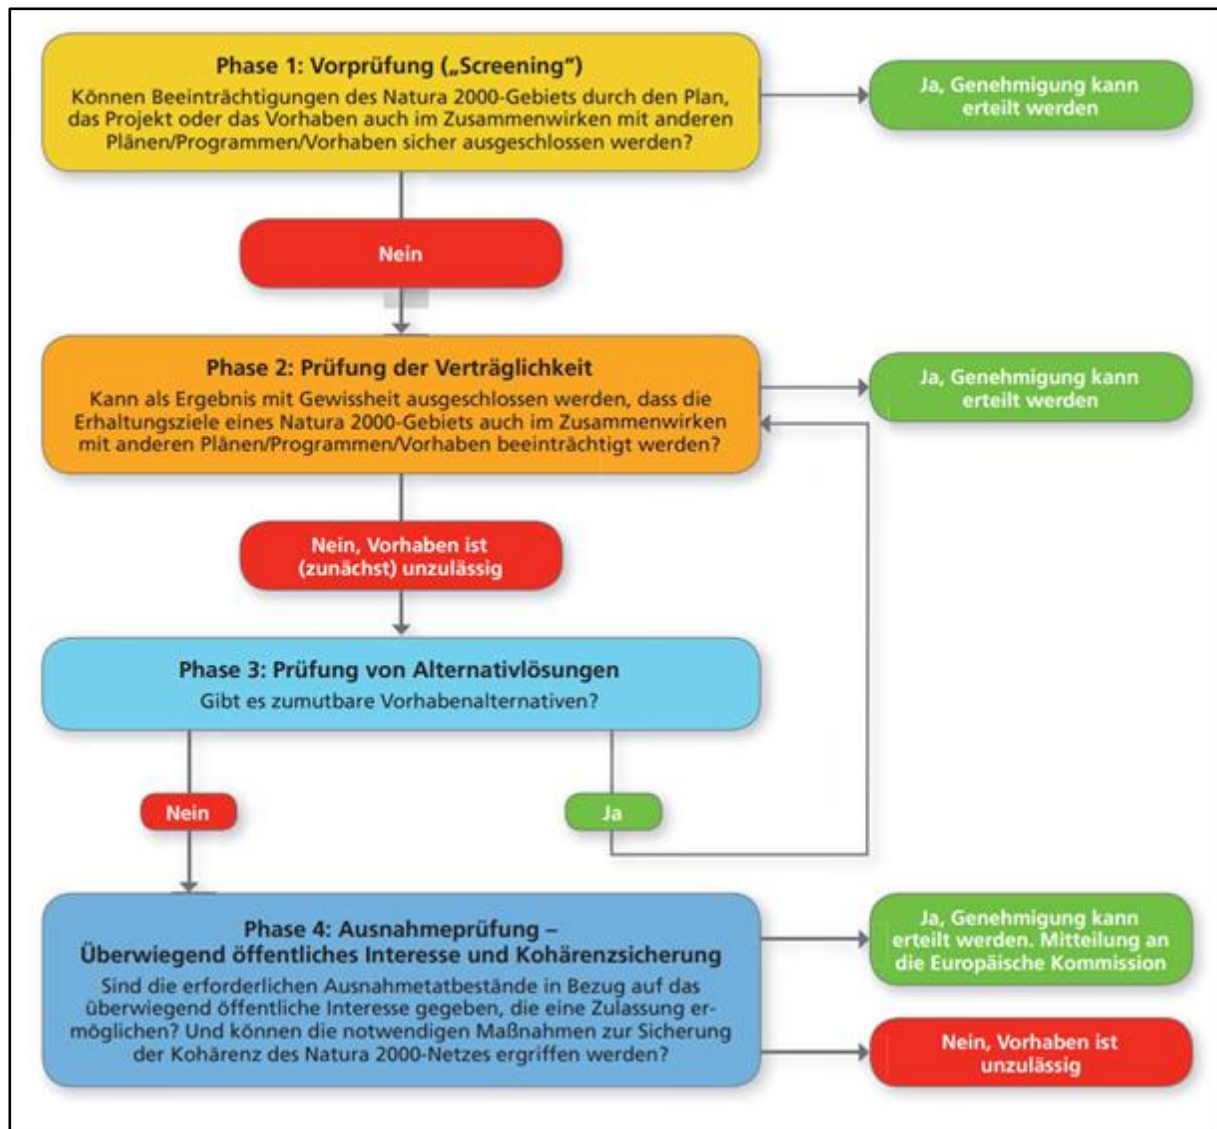 Phase 1: Vorprüfung („Screening“)
Können Beeinträchtigungen des Natura 2000-Gebiets durch den Plan,
das Projekt oder das Vorhaben auch im Zusammenwirken mit anderen
Plänen/Programmen/Vorhaben sicher ausgeschlossen werden?
Ja, Genehmigung kann
erteilt werden
Nein
Phase 2: Prüfung der Verträglichkeit
Kann als Ergebnis mit Gewissheit ausgeschlossen werden, dass die
Erhaltungsziele eines Natura 2000-Gebiets auch im Zusammenwirken
mit anderen Plänen/Programmen/Vorhaben beeinträchtigt werden?
Ja, Genehmigung kann
erteilt werden
Nein, Vorhaben ist
(zunächst) unzulässig
Phase 3: Prüfung von Alternativlösungen
Gibt es zumutbare Vorhabenalternativen?
Nein
Ja
Phase 4: Ausnahmeprüfung –
Überwiegend öffentliches Interesse und Kohärenzsicherung
Sind die erforderlichen Ausnahmetatbestände in Bezug auf das
überwiegend öffentliche Interesse gegeben, die eine Zulassung er-
möglichen? Und können die notwendigen Maßnahmen zur Sicherung
der Kohärenz des Natura 2000-Netzes ergriffen werden?
Ja, Genehmigung kann
erteilt werden. Mitteilung an
die Europäische Kommission
Nein, Vorhaben ist
unzulässig